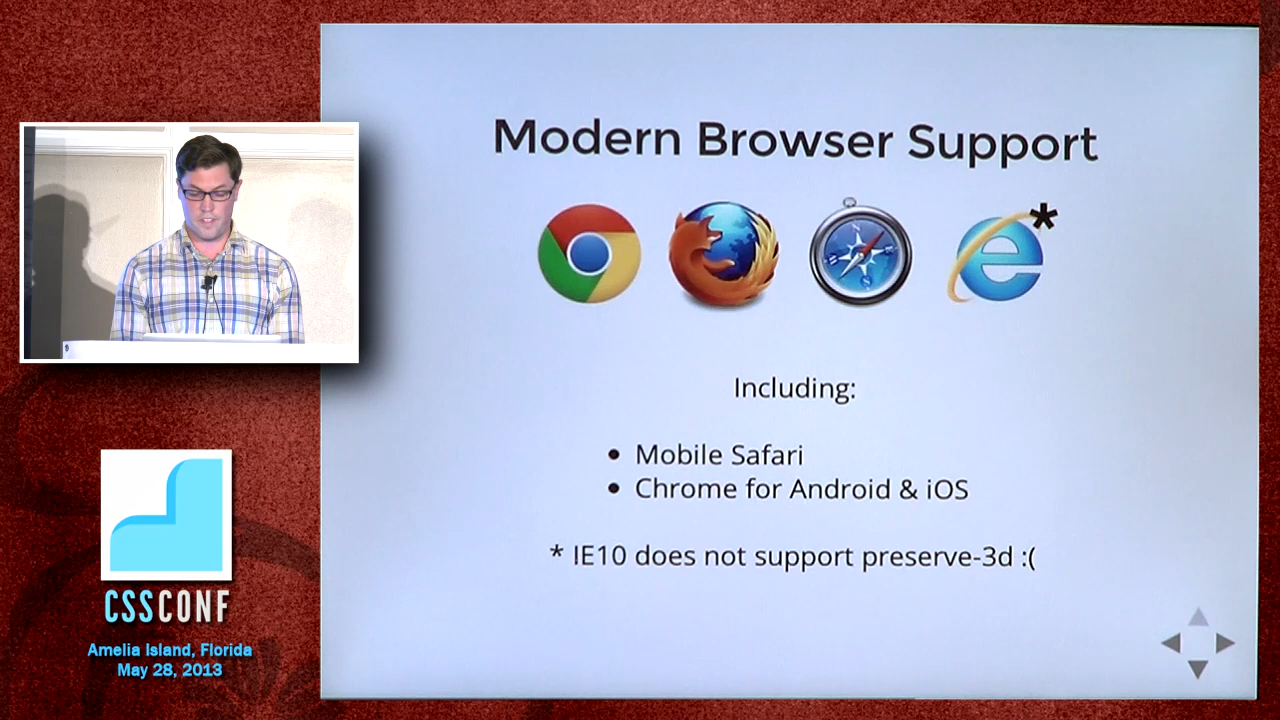 Modern Browser Support
*
Including:
• Mobile Safari
• Chrome for Android & iOS
* IE10 does not support preserve-3d :(
CSSCONF
Amelia Island, Florida
May 28, 2013